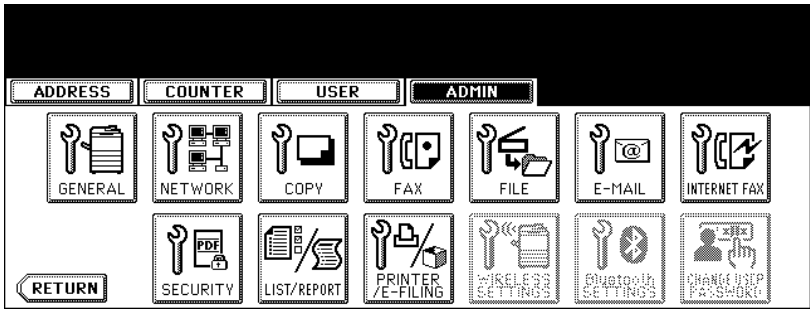 ADDRESS COUNTER USER ADMIN
GENERAL NETWORK COPY FAX FILE E-MAIL INTERNET FAX
@
PDF
RETURN SECURITY LIST/REPORT PRINTER
/E-FILING WIRELESS
SETTINGS Bluetooth
SETTINGS CHANGE USER
PASSWORD